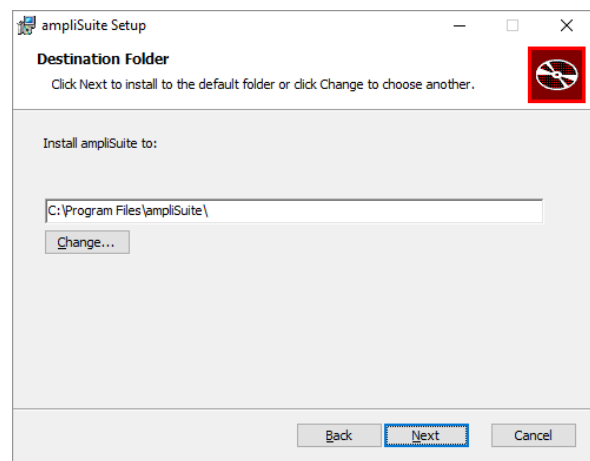 ampliSuite Setup
Destination Folder
Click Next to install to the default folder or click Change to choose another.
Install ampliSuite to:
C:\Program Files\ampliSuite\
Change...
Back Next Cancel